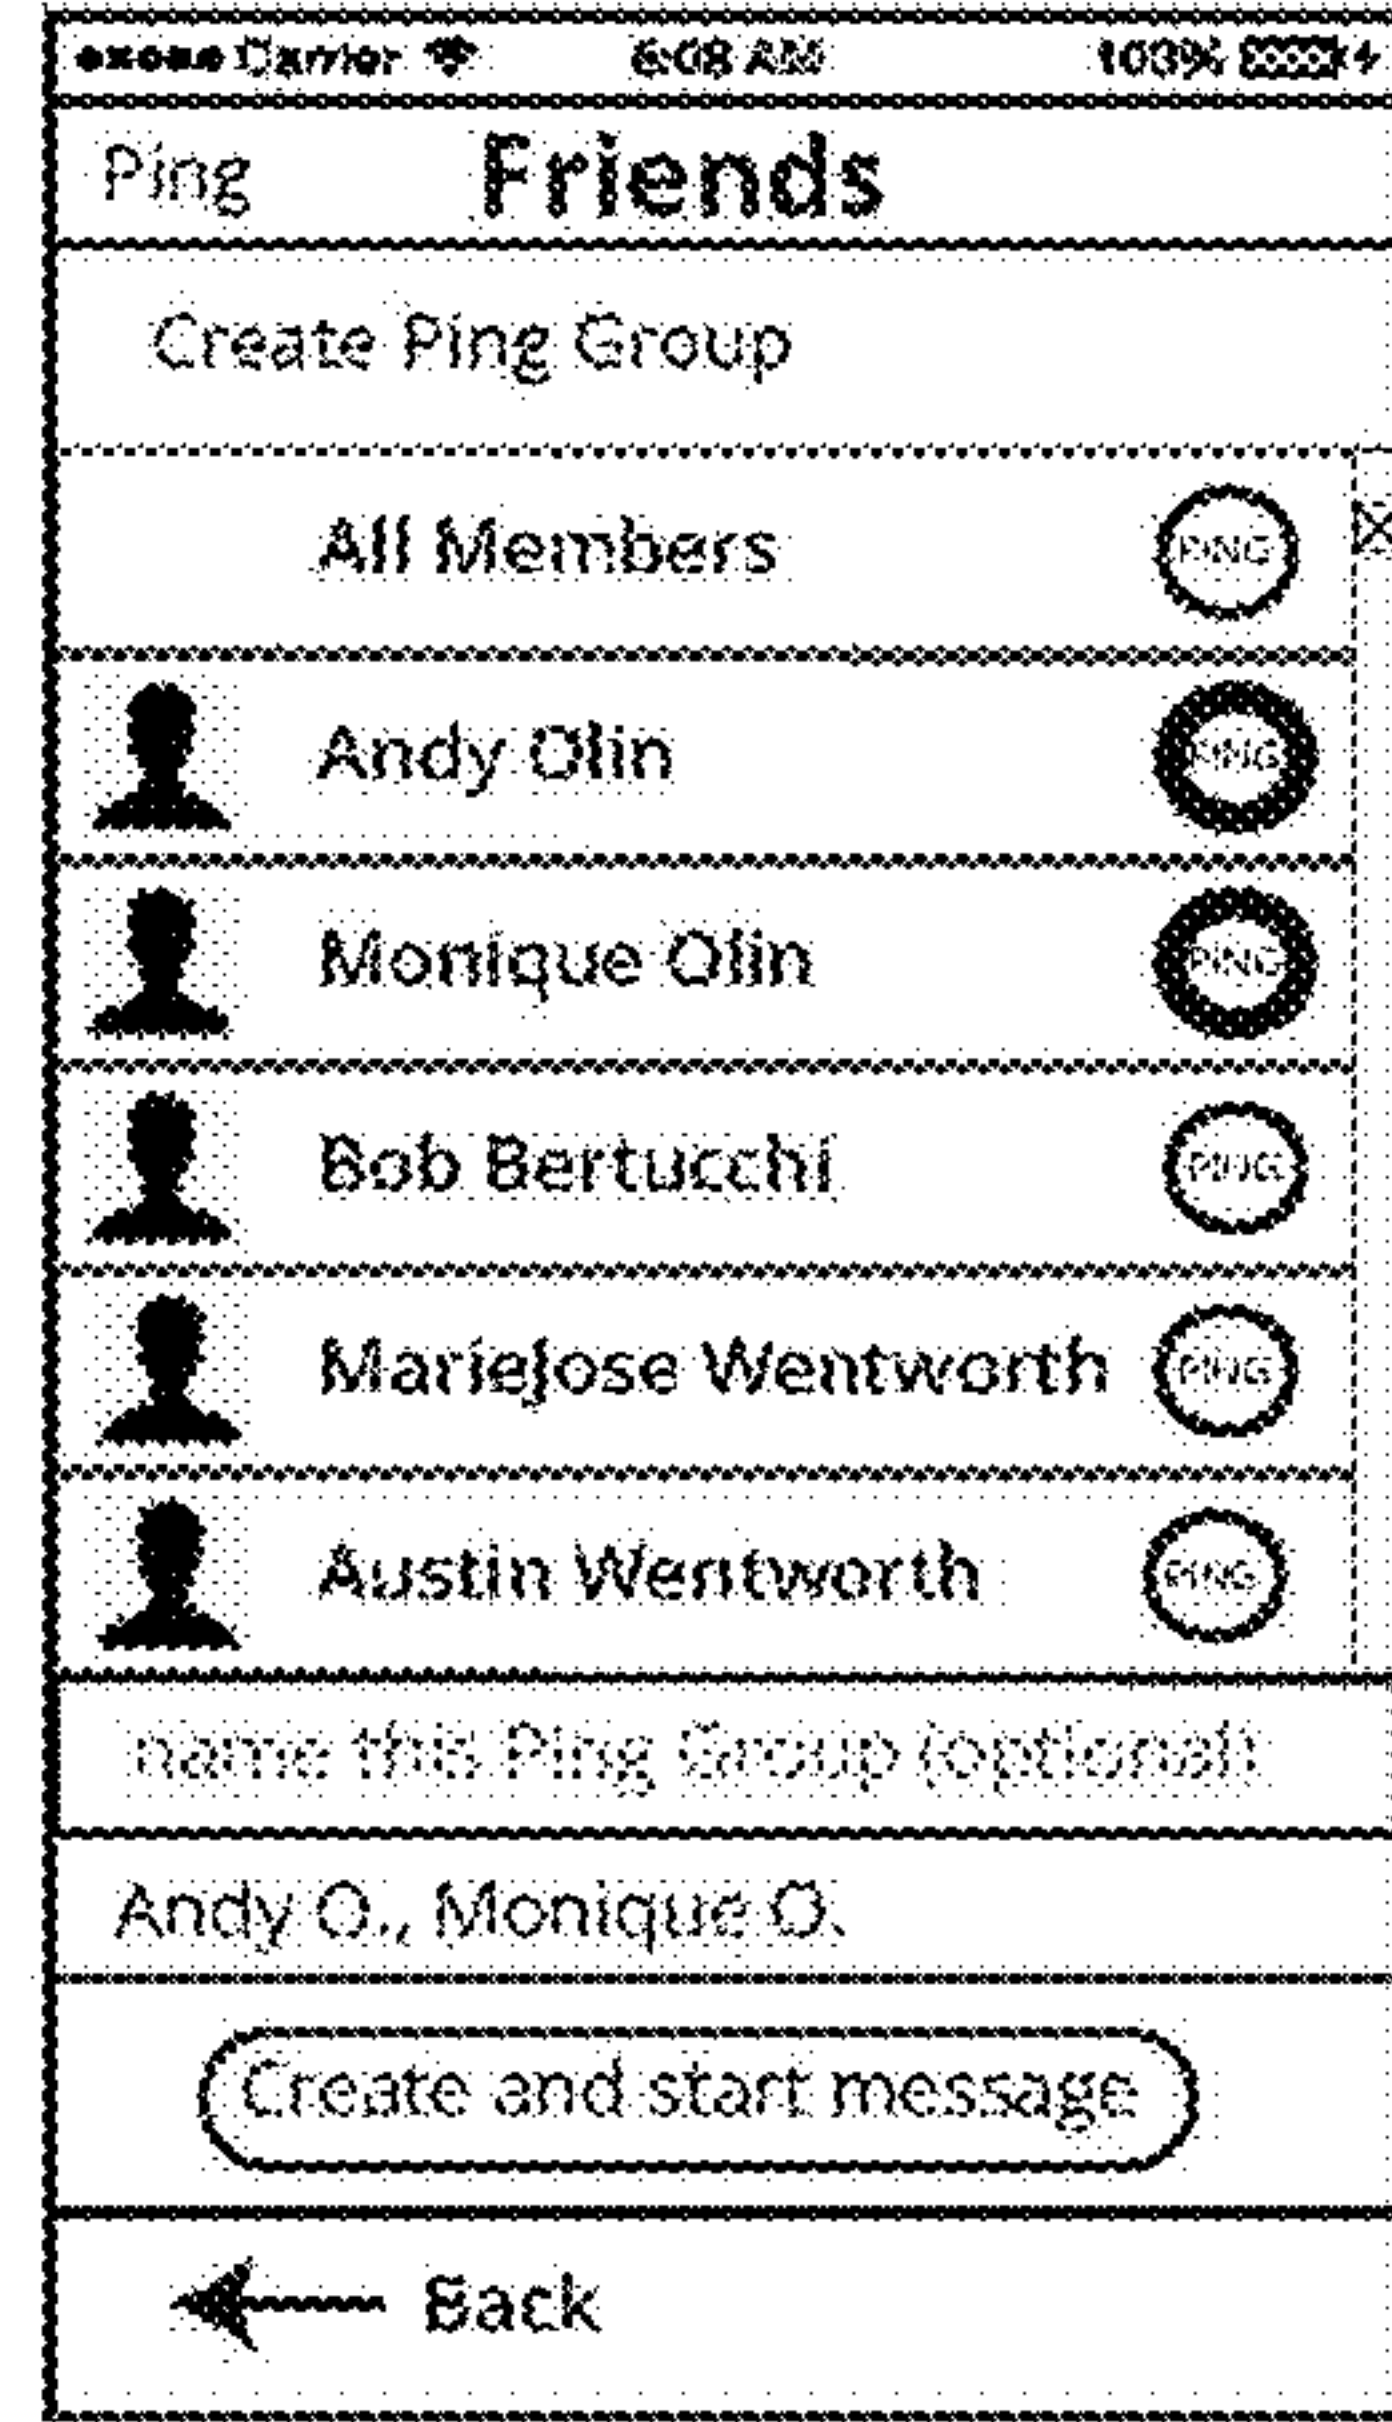 Carrier 6:08 AM 100%
Ping Friends
Create Ping Group
All Members PING
Andy Olin PING
Monique Olin PING
Bob Bertucchi PING
MarieJose Wentworth PING
Austin Wentworth PING
name this Ping Group (optional)
Andy O., Monique O.
Create and start message
Back